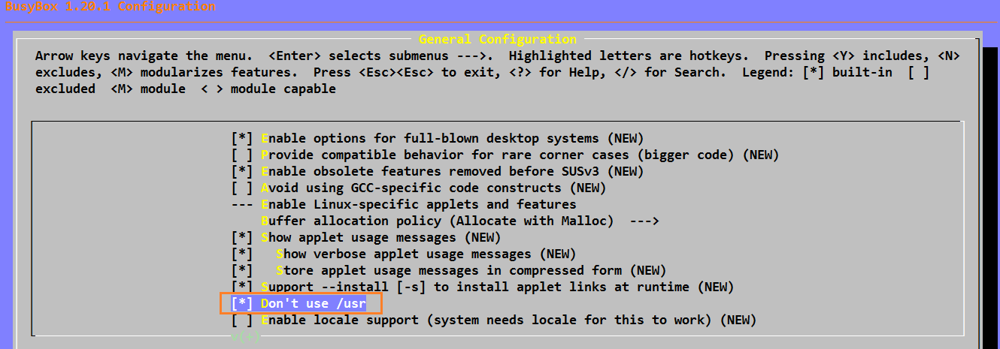 BusyBox 1.20.1 Configuration
General Configuration
Arrow keys navigate the menu.  <Enter> selects submenus --->.  Highlighted letters are hotkeys.  Pressing <Y> includes, <N>
excludes, <M> modularizes features.  Press <Esc><Esc> to exit, <?> for Help, </> for Search.  Legend: [*] built-in  [ ]
excluded  <M> module  < > module capable
[*] Enable options for full-blown desktop systems (NEW)
[ ] Provide compatible behavior for rare corner cases (bigger code) (NEW)
[*] Enable obsolete features removed before SUSv3 (NEW)
[ ] Avoid using GCC-specific code constructs (NEW)
--- Enable Linux-specific applets and features
Buffer allocation policy (Allocate with Malloc)  --->
[*] Show applet usage messages (NEW)
[*]   Show verbose applet usage messages (NEW)
[*]   Store applet usage messages in compressed form (NEW)
[*] Support --install [-s] to install applet links at runtime (NEW)
[*] Don't use /usr
[ ] Enable locale support (system needs locale for this to work) (NEW)
v(+)